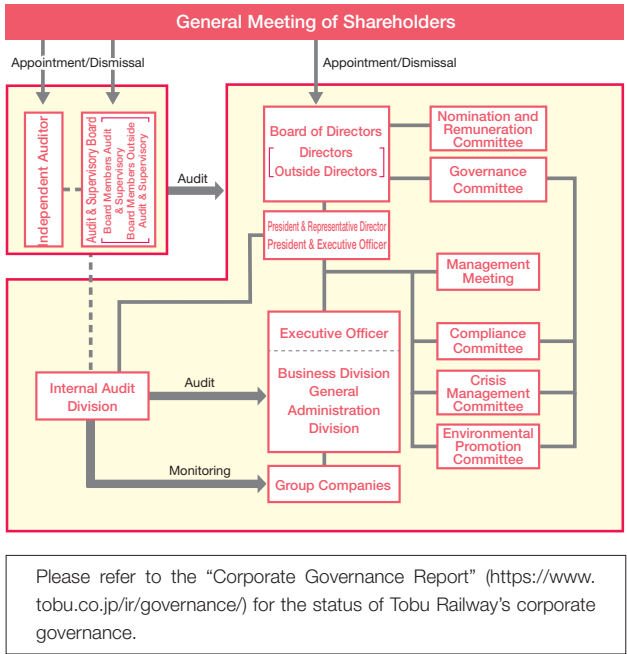 General Meeting of Shareholders
Appointment/Dismissal
Appointment/Dismissal
Independent Auditor
Audit & Supervisory Board
Board Members Audit
& Supervisory
Board Members Outside
Audit & Supervisory
Audit
Board of Directors
Directors
Outside Directors
Nomination and
Remuneration
Committee
Governance
Committee
President & Representative Director
President & Executive Officer
Management
Meeting
Executive Officer
Business Division
General
Administration
Division
Compliance
Committee
Crisis
Management
Committee
Environmental
Promotion
Committee
Internal Audit
Division
Audit
Monitoring
Group Companies
Please refer to the “Corporate Governance Report” (https://www.
tobu.co.jp/ir/governance/) for the status of Tobu Railway’s corporate
governance.